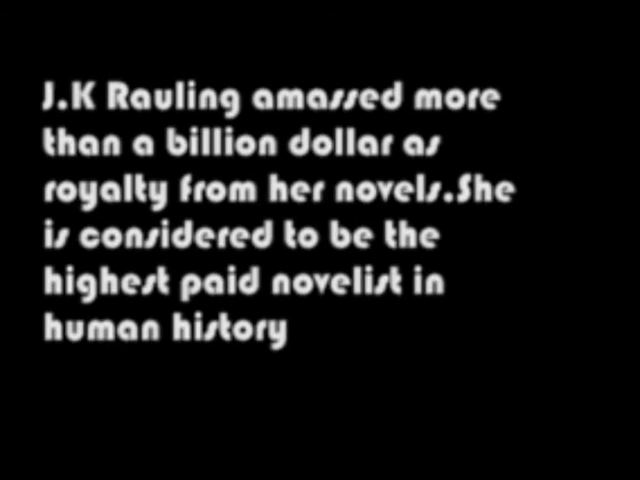 J.K Rauling amassed more
than a billion dollar as
royalty from her novels.She
is considered to be the
highest paid novelist in
human history